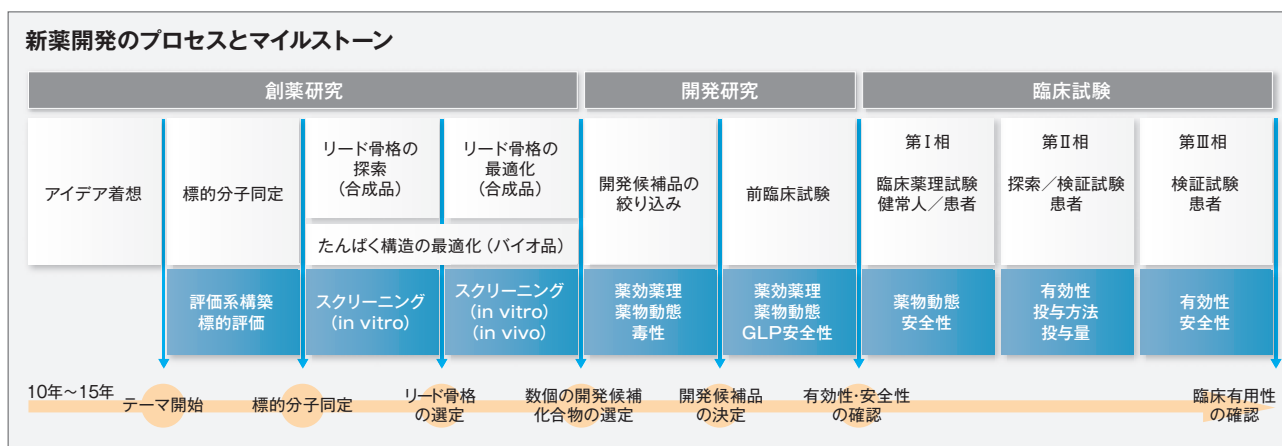 新薬開発のプロセスとマイルストーン
創薬研究
開発研究
臨床試験
アイデア着想
標的分子同定
リード骨格の
探索
(合成品)
リード骨格の
最適化
(合成品)
たんぱく構造の最適化(バイオ品)
開発候補品の
絞り込み
前臨床試験
第Ⅰ相
臨床薬理試験
健常人/患者
第Ⅱ相
探索/検証試験
患者
第Ⅲ相
検証試験
患者
評価系構築
標的評価
スクリーニング
(in vitro)
スクリーニング
(in vitro)
(in vivo)
薬効薬理
薬物動態
毒性
薬効薬理
薬物動態
GLP安全性
薬物動態
安全性
有効性
投与方法
投与量
有効性
安全性
10年〜15年
テーマ開始
標的分子同定
リード骨格
の選定
数個の開発候補
化合物の選定
開発候補品
の決定
有効性・安全性
の確認
臨床有用性
の確認